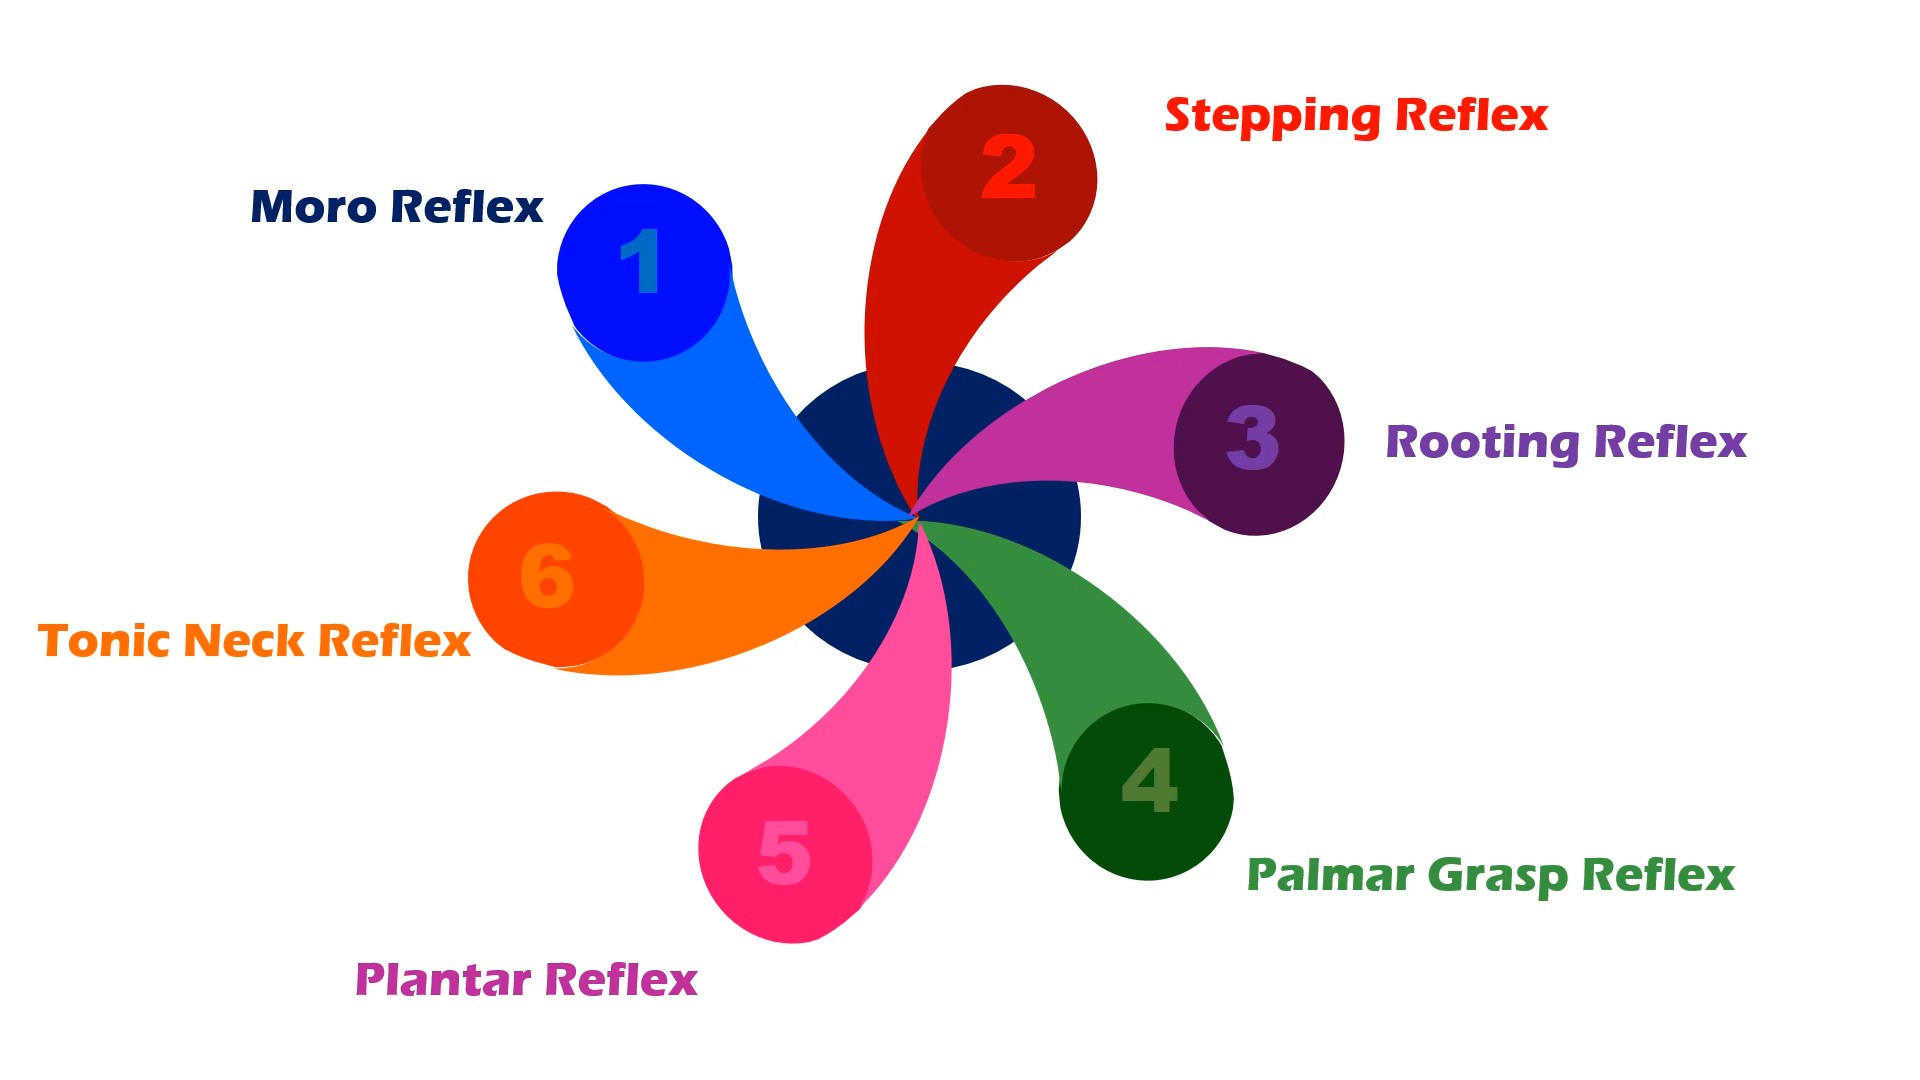 1
Moro Reflex
2
Stepping Reflex
3
Rooting Reflex
4
Palmar Grasp Reflex
5
Plantar Reflex
6
Tonic Neck Reflex